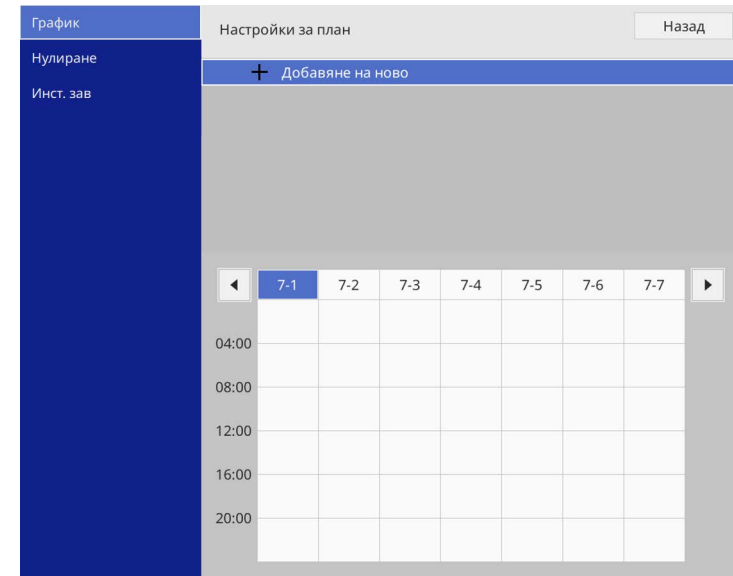 График
Нулиране
Инст. зав
Настройки за план
Назад
Добавяне на ново
7-1 7-2 7-3 7-4 7-5 7-6 7-7
04:00
08:00
12:00
16:00
20:00